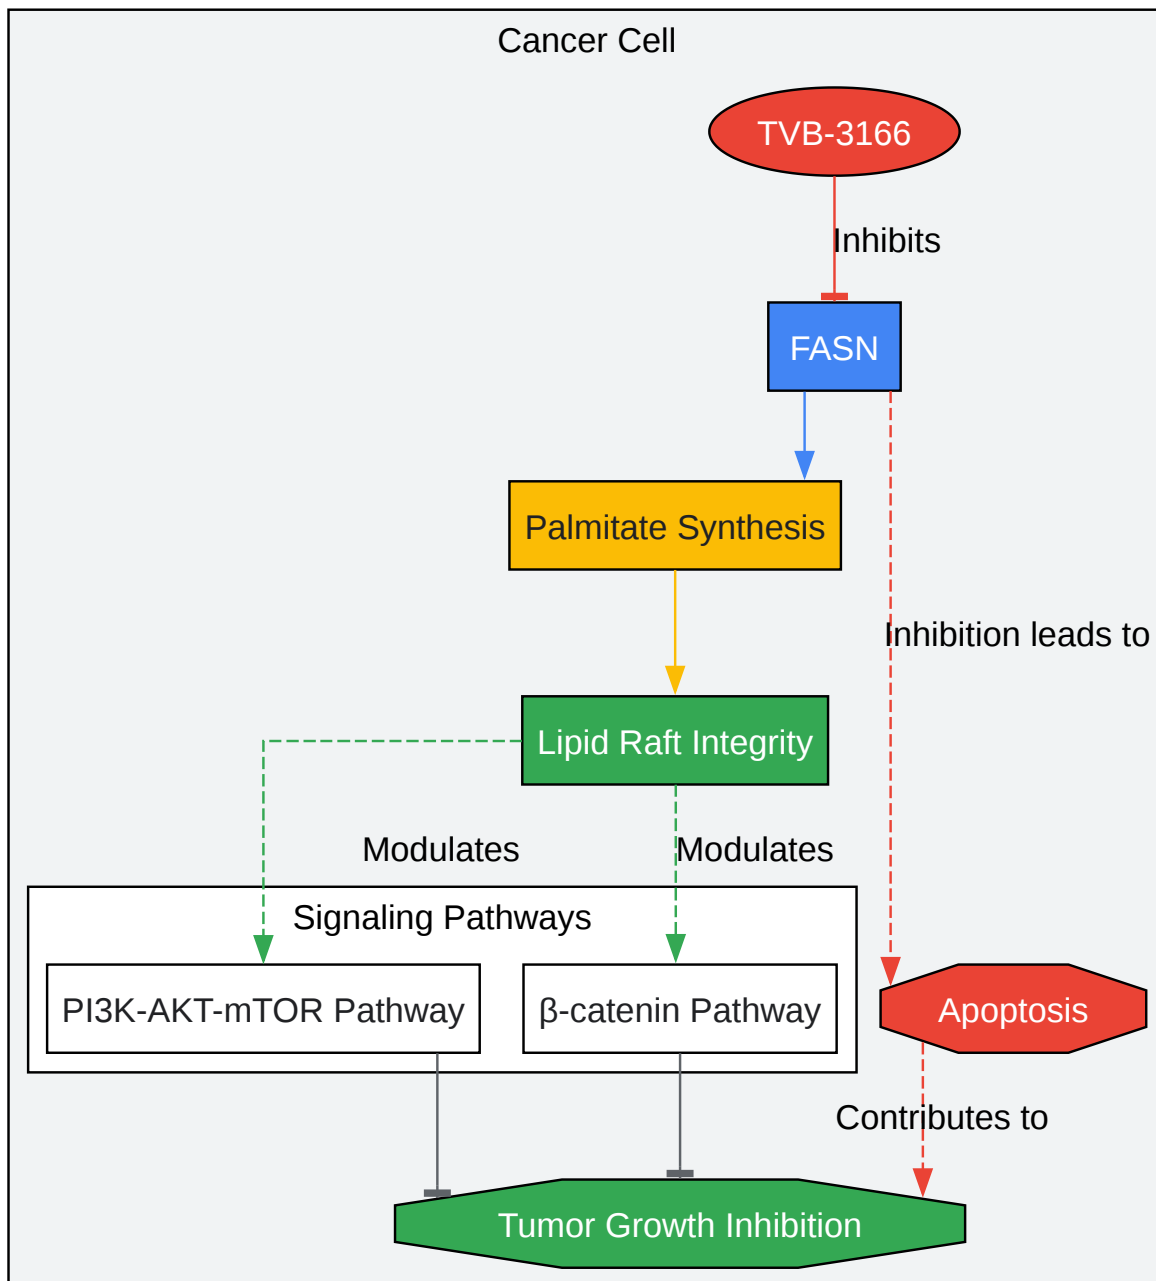 Cancer Cell
TVB-3166
Inhibits
FASN
Palmitate Synthesis
Inhibition leads to
Lipid Raft Integrity
Modulates
Modulates
Signaling Pathways
PI3K-AKT-mTOR Pathway
β-catenin Pathway
Apoptosis
Contributes to
Tumor Growth Inhibition